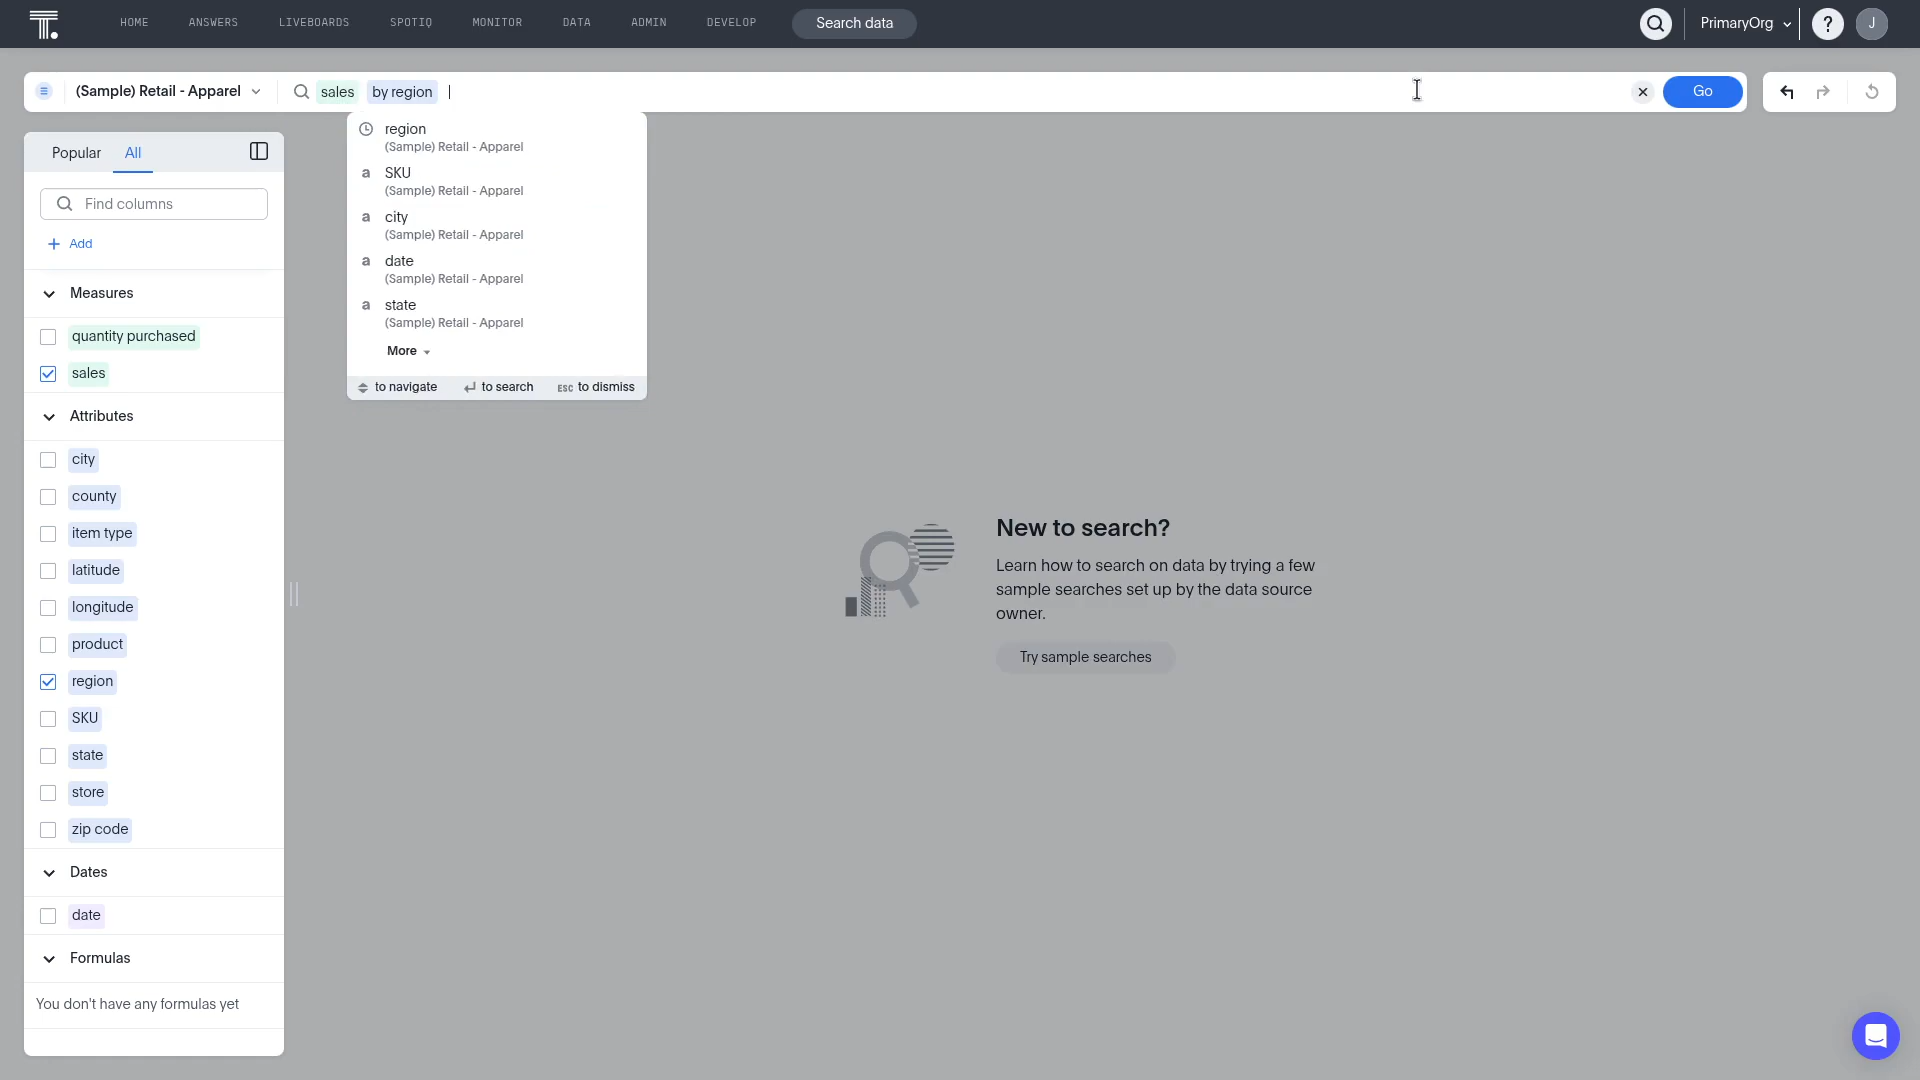 HOME ANSWERS LIVEBOARDS SPOTIQ MONITOR DATA ADMIN DEVELOP Search data PrimaryOrg ? J
(Sample) Retail - Apparel sales by region Go
Popular All
Find columns
Add
Measures
quantity purchased
sales
Attributes
city
county
item type
latitude
longitude
product
region
SKU
state
store
zip code
Dates
date
Formulas
You don't have any formulas yet
region
(Sample) Retail - Apparel
a SKU
(Sample) Retail - Apparel
a city
(Sample) Retail - Apparel
a date
(Sample) Retail - Apparel
a state
(Sample) Retail - Apparel
More
to navigate to search ESC to dismiss
New to search?
Learn how to search on data by trying a few
sample searches set up by the data source
owner.
Try sample searches